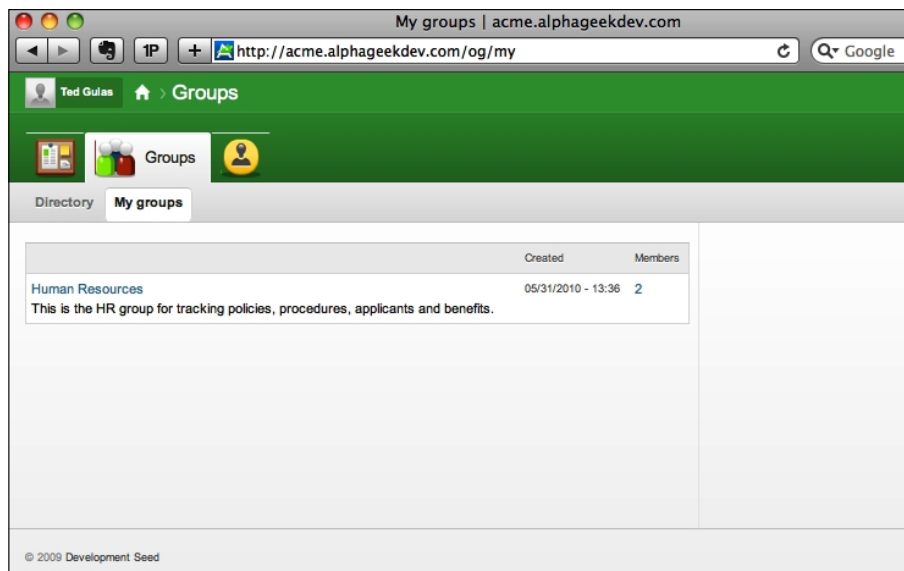 My groups | acme.alphageekdev.com
1P + http://acme.alphageekdev.com/og/my Google
Ted Gulas Groups
Groups
Directory My groups
Created Members
Human Resources 05/31/2010 - 13:36 2
This is the HR group for tracking policies, procedures, applicants and benefits.
© 2009 Development Seed